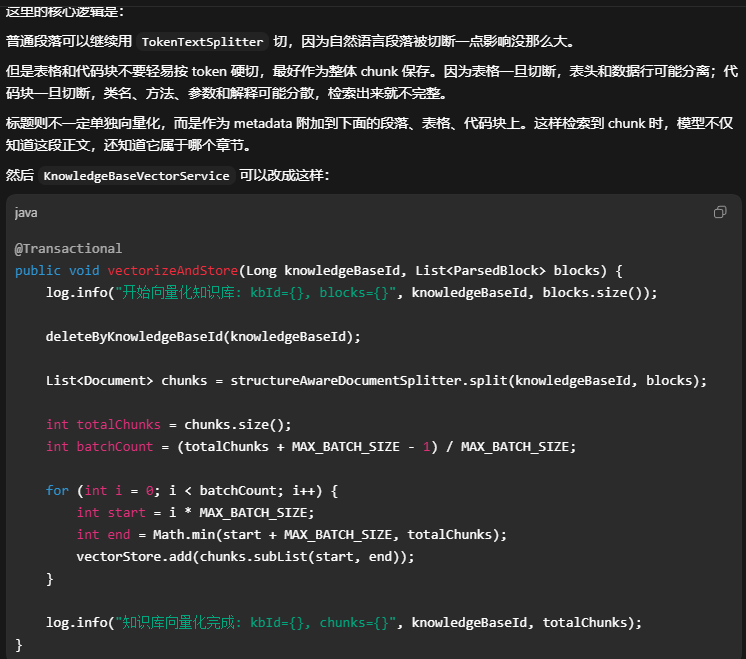 这里的核心逻辑是：
普通段落可以继续用 TokenTextSplitter 切，因为自然语言段落被切断一点影响没那么大。
但是表格和代码块不要轻易按 token 硬切，最好作为整体 chunk 保存。因为表格一旦切断，表头和数据行可能分离；代
码块一旦切断，类名、方法、参数和解释可能分散，检索出来就不完整。
标题则不一定单独向量化，而是作为 metadata 附加到下面的段落、表格、代码块上。这样检索到 chunk 时，模型不仅
知道这段正文，还知道它属于哪个章节。
然后 KnowledgeBaseVectorService 可以改成这样：
java
@Transactional
public void vectorizeAndStore(Long knowledgeBaseId, List<ParsedBlock> blocks) {
    log.info("开始向量化知识库: kbId={}, blocks={}", knowledgeBaseId, blocks.size());
    deleteByKnowledgeBaseId(knowledgeBaseId);
    List<Document> chunks = structureAwareDocumentSplitter.split(knowledgeBaseId, blocks);
    int totalChunks = chunks.size();
    int batchCount = (totalChunks + MAX_BATCH_SIZE - 1) / MAX_BATCH_SIZE;
    for (int i = 0; i < batchCount; i++) {
        int start = i * MAX_BATCH_SIZE;
        int end = Math.min(start + MAX_BATCH_SIZE, totalChunks);
        vectorStore.add(chunks.subList(start, end));
    }
    log.info("知识库向量化完成: kbId={}, chunks={}", knowledgeBaseId, totalChunks);
}